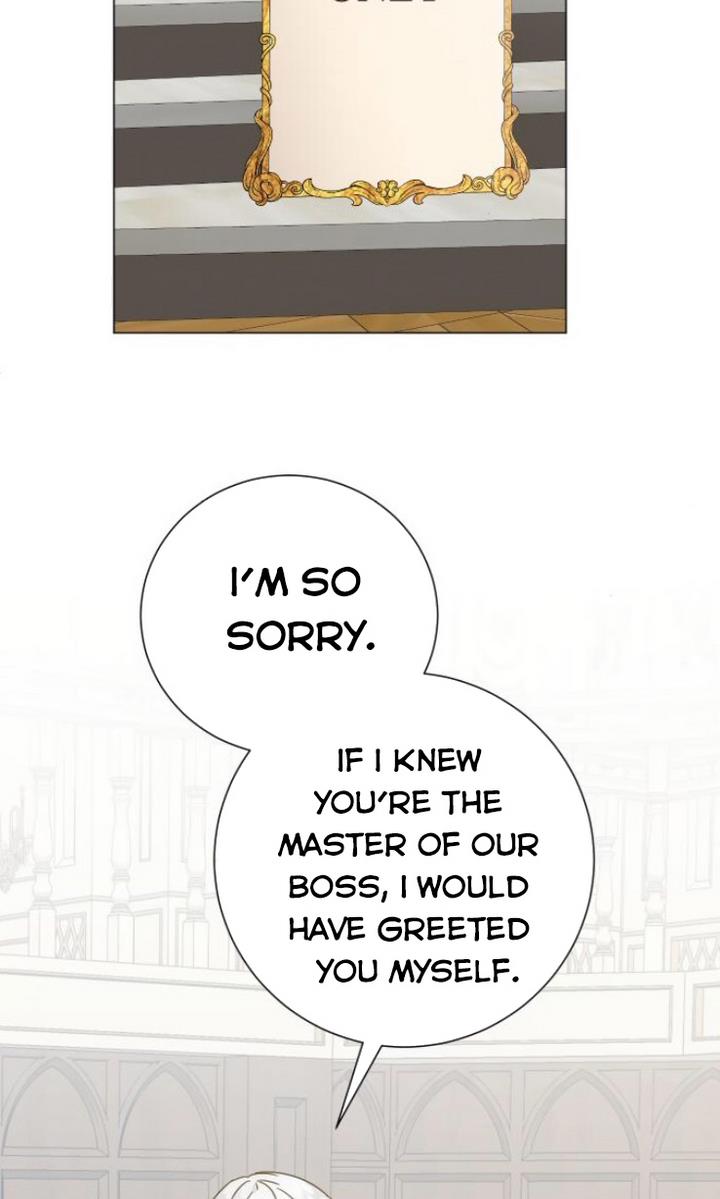 I'M SO
SORRY.
IF I KNEW
YOU'RE THE
MASTER OF OUR
BOSS, I WOULD
HAVE GREETED
YOU MYSELF.